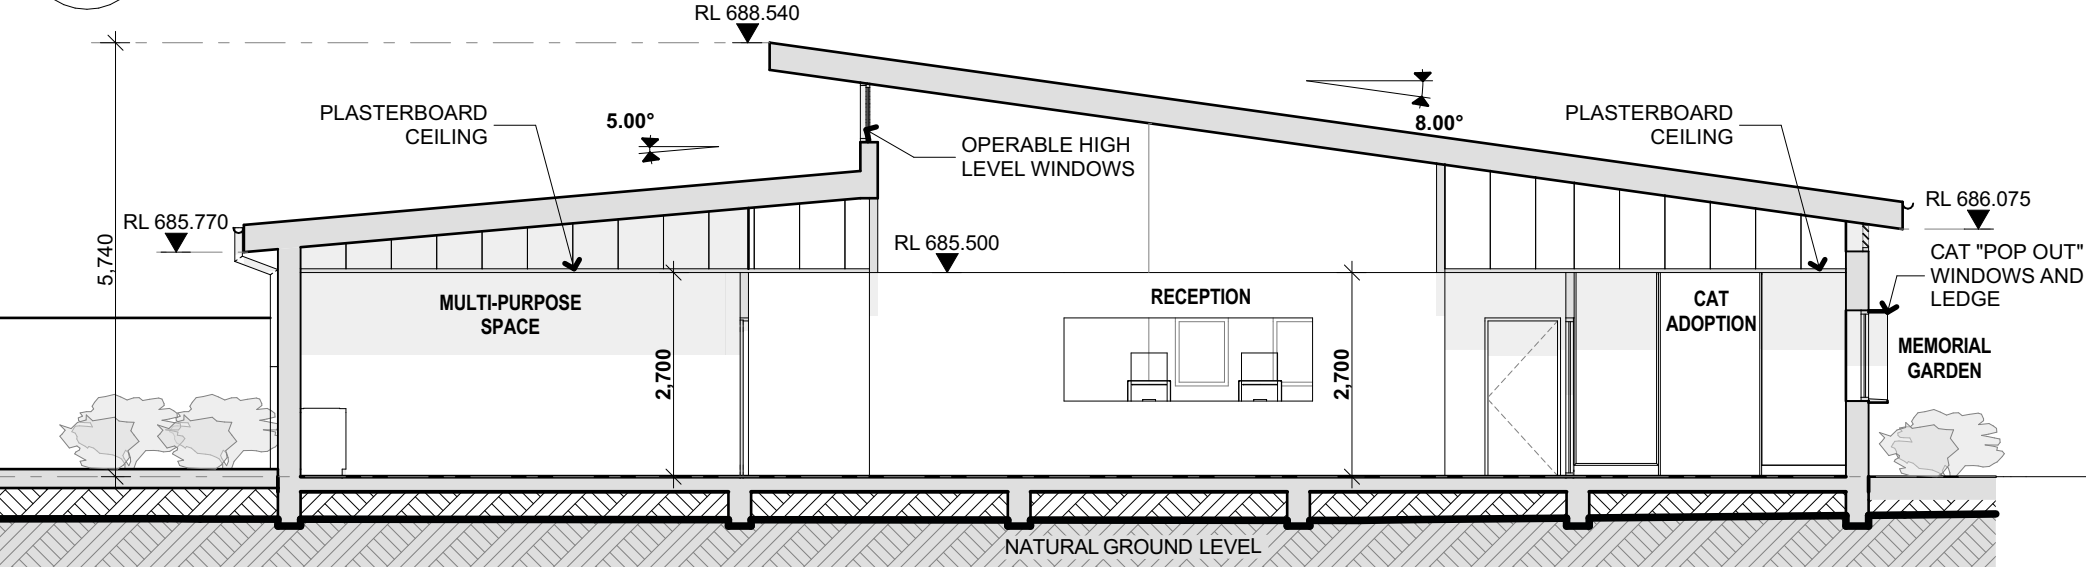 RL 688.540
PLASTERBOARD
CEILING
5.00°
8.00°
PLASTERBOARD
CEILING
OPERABLE HIGH
LEVEL WINDOWS
RL 685.770
RL 686.075
5,740
RL 685.500
CAT "POP OUT"
WINDOWS AND
LEDGE
MULTI-PURPOSE
SPACE
RECEPTION
CAT
ADOPTION
2,700
2,700
MEMORIAL
GARDEN
NATURAL GROUND LEVEL